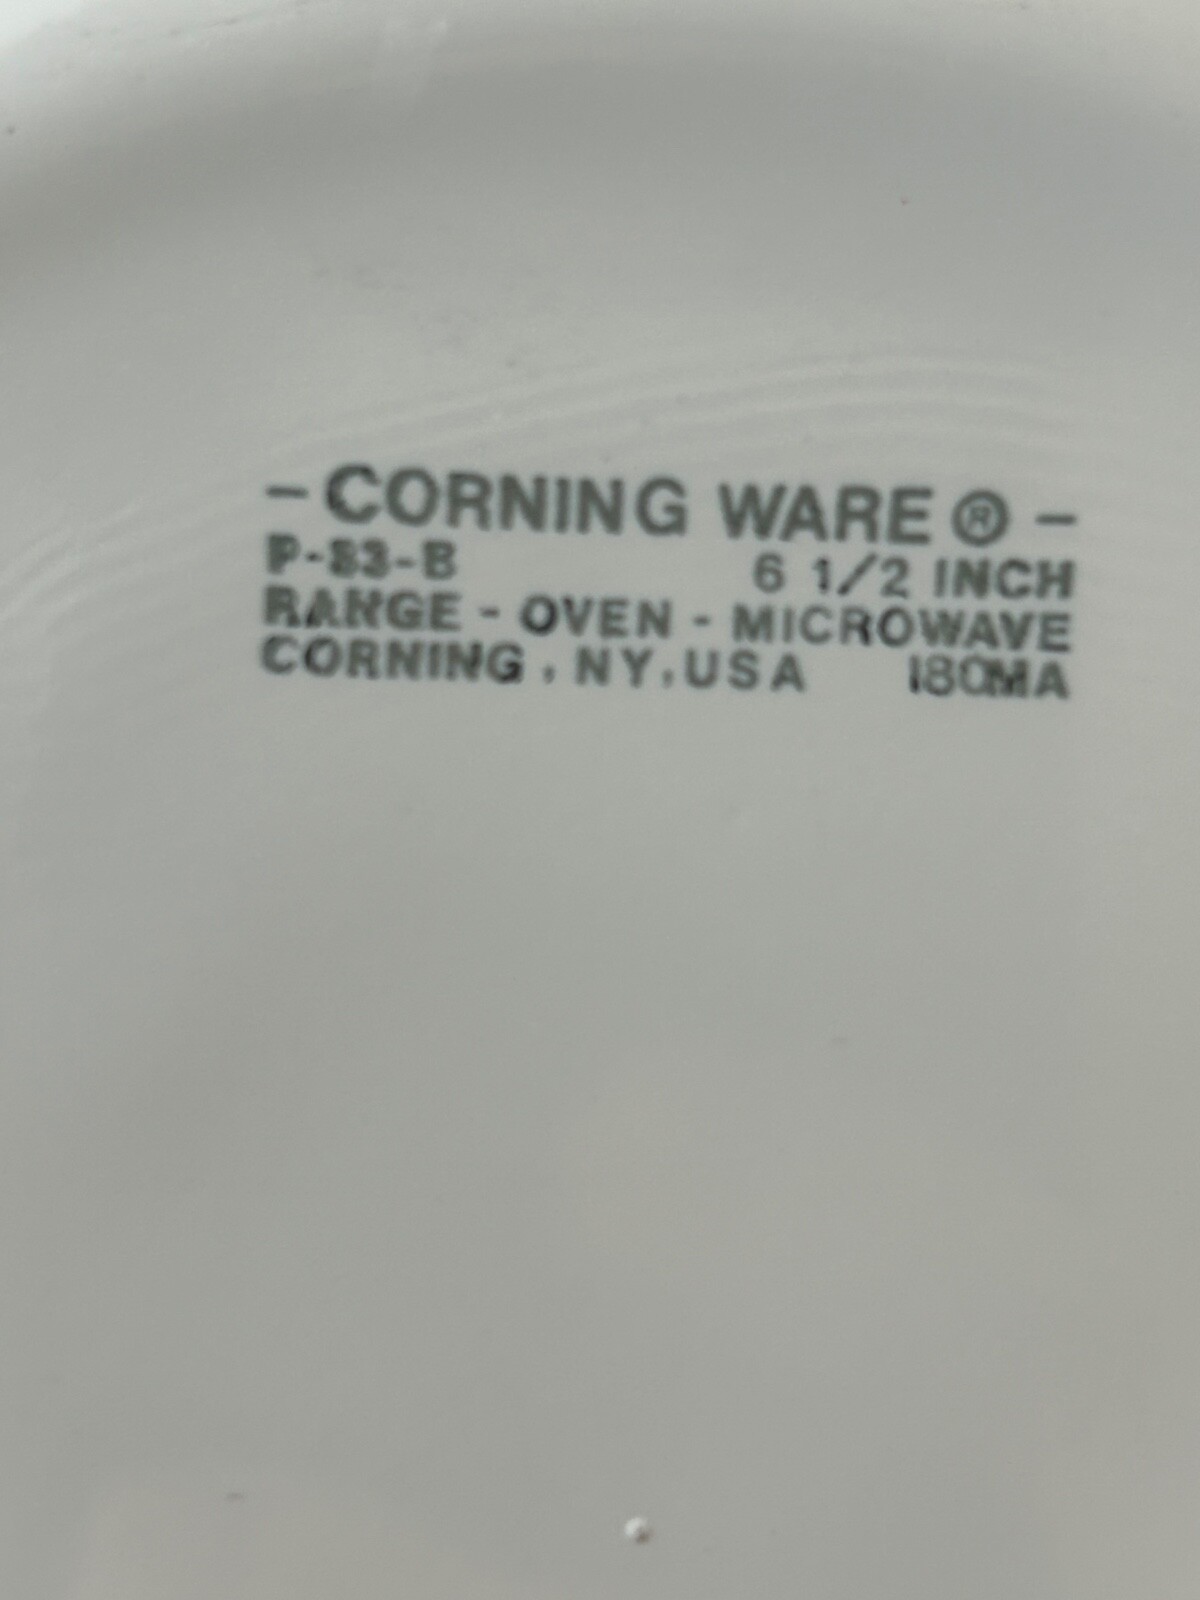 - CORNING WARE ® -
P-83-B 6 1/2 INCH
RANGE - OVEN - MICROWAVE
CORNING, NY, USA 180MA